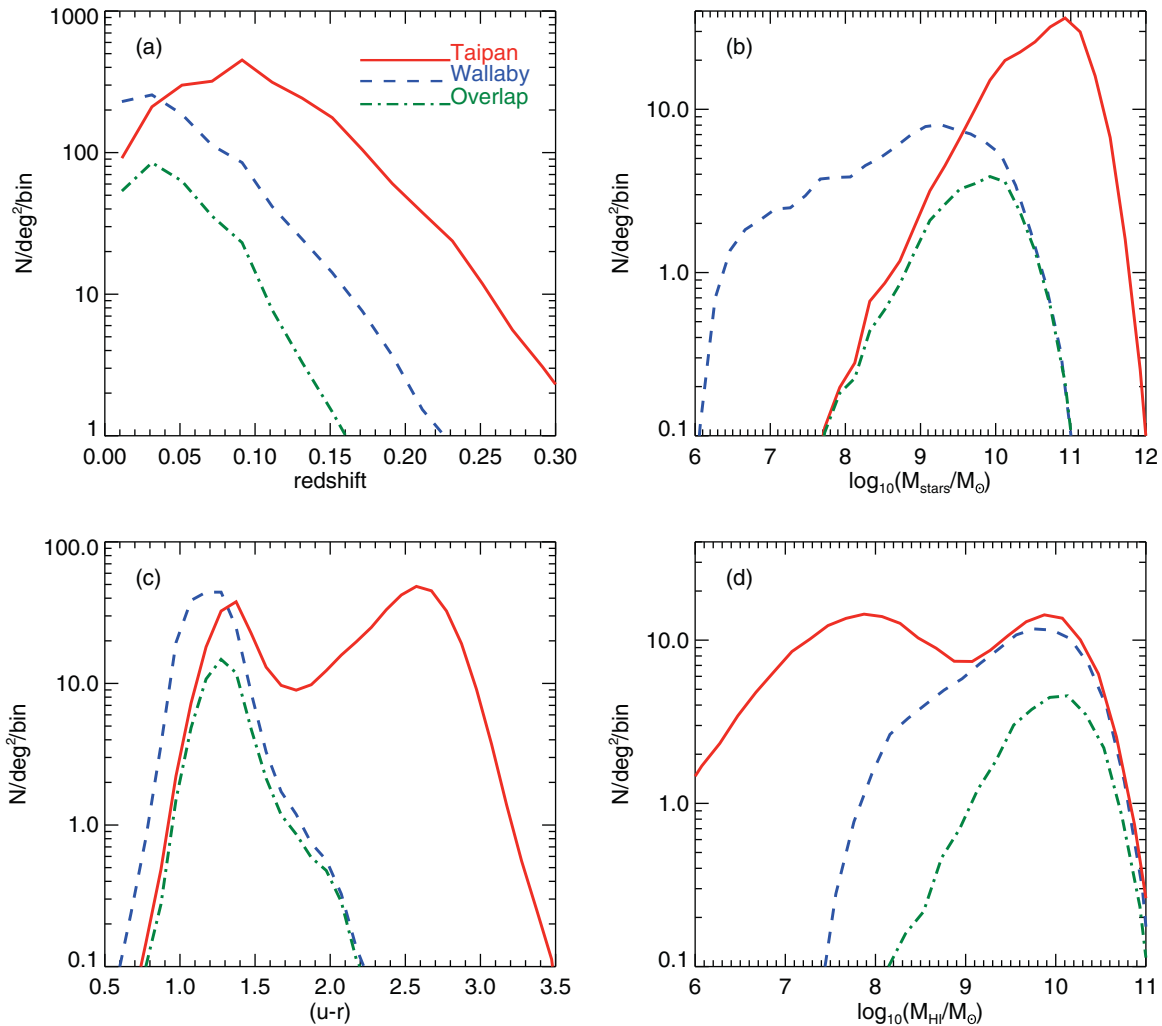 (a)
Taipan
Wallaby
Overlap
1000
100
10
1
N/deg²/bin
0.00 0.05 0.10 0.15 0.20 0.25 0.30
redshift
(b)
10.0
1.0
0.1
N/deg²/bin
6 7 8 9 10 11 12
log₁₀(M_stars/M_⊙)
(c)
100.0
10.0
1.0
0.1
N/deg²/bin
0.5 1.0 1.5 2.0 2.5 3.0 3.5
(u-r)
(d)
10.0
1.0
0.1
N/deg²/bin
6 7 8 9 10 11
log₁₀(M_HI/M_⊙)